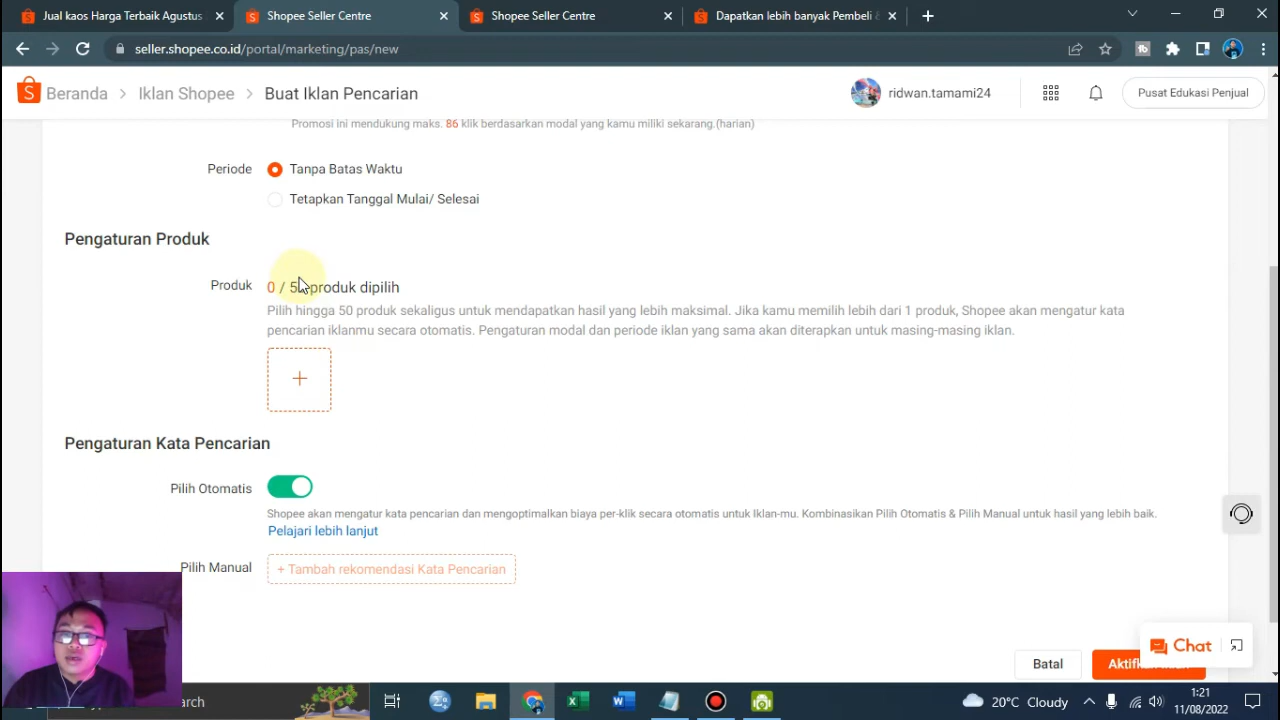 Jual kaos Harga Terbaik Agustus
Shopee Seller Centre
Shopee Seller Centre
Dapatkan lebih banyak Pembeli &
seller.shopee.co.id/portal/marketing/pas/new
Beranda > Iklan Shopee > Buat Iklan Pencarian
ridwan.tamami24
Pusat Edukasi Penjual
Promosi ini mendukung maks. 86 klik berdasarkan modal yang kamu miliki sekarang.(harian)
Periode
Tanpa Batas Waktu
Tetapkan Tanggal Mulai/ Selesai
Pengaturan Produk
Produk
0 / 5 produk dipilih
Pilih hingga 50 produk sekaligus untuk mendapatkan hasil yang lebih maksimal. Jika kamu memilih lebih dari 1 produk, Shopee akan mengatur kata
pencarian iklanmu secara otomatis. Pengaturan modal dan periode iklan yang sama akan diterapkan untuk masing-masing iklan.
+
Pengaturan Kata Pencarian
Pilih Otomatis
Shopee akan mengatur kata pencarian dan mengoptimalkan biaya per-klik secara otomatis untuk Iklan-mu. Kombinasikan Pilih Otomatis & Pilih Manual untuk hasil yang lebih baik.
Pelajari lebih lanjut
Pilih Manual
+ Tambah rekomendasi Kata Pencarian
Batal
Chat
20°C Cloudy
1:21
11/08/2022